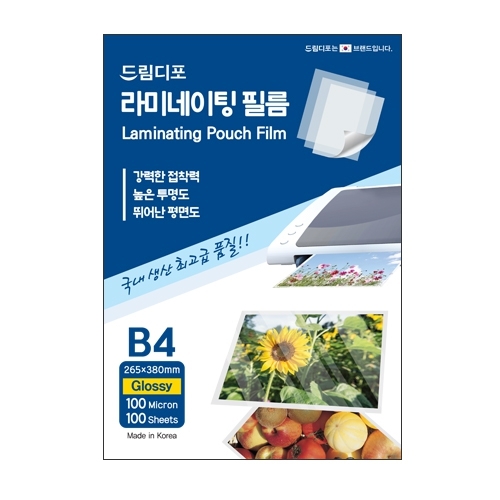 드림디포는 브랜드입니다.
드림디포
라미네이팅 필름
Laminating Pouch Film
강력한 접착력
높은 투명도
뛰어난 평면도
국내 생산 최고급 품질!!
B4
265×380mm
Glossy
100 Micron
100 Sheets
Made in Korea